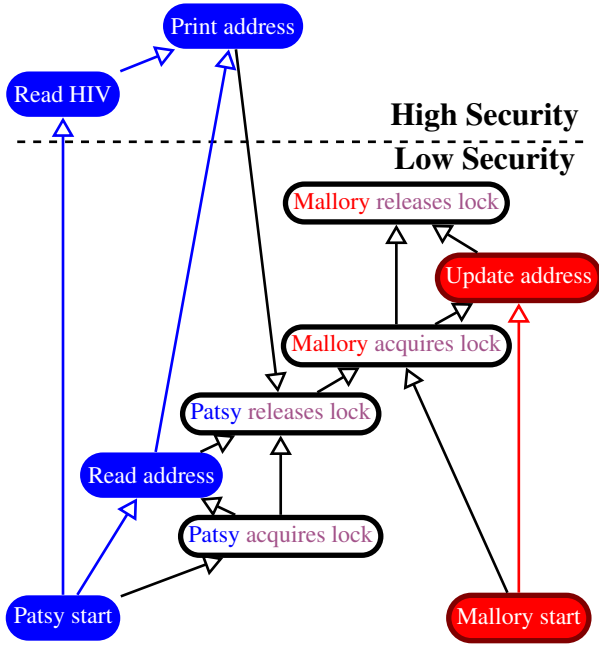 Print address
Read HIV
High Security
Low Security
Mallory releases lock
Update address
Mallory acquires lock
Patsy releases lock
Read address
Patsy acquires lock
Patsy start
Mallory start